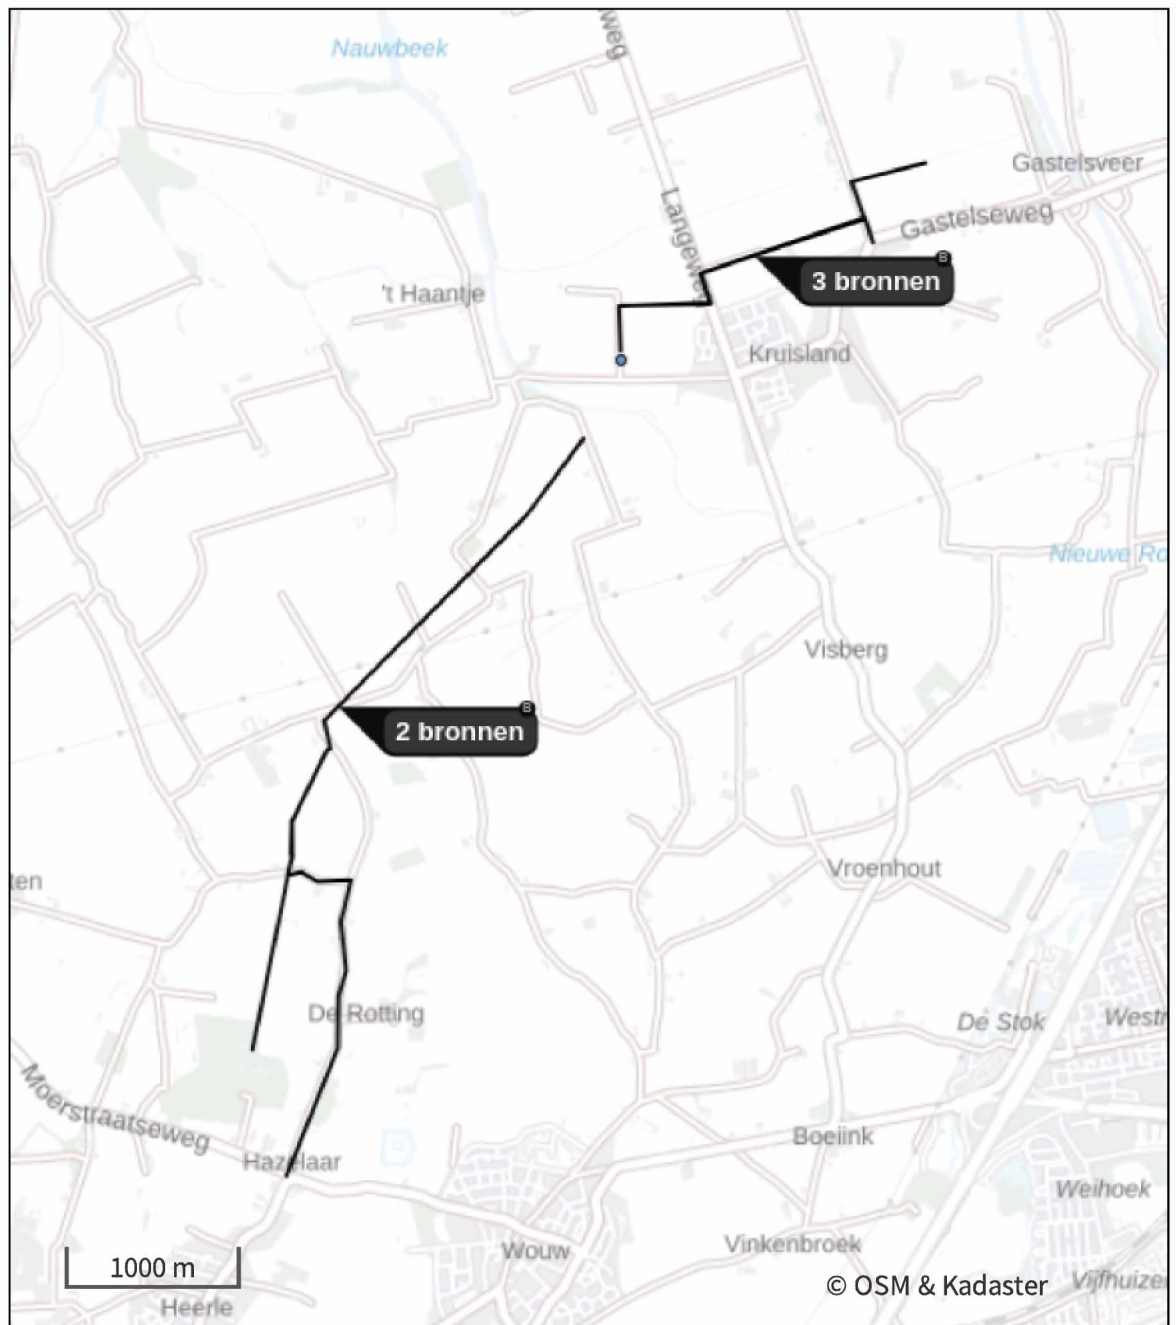 Nauwbeek
weg
Gastelsveer
Langeweg
Gastelseweg
B
3 bronnen
't Haantje
Kruisland
Nieuwe Ro
Visberg
B
2 bronnen
Vroenhout
ten
De Rotting
De Stok
Westr
Moerstraatseweg
Boeiink
Hazelaar
Weihoek
Wouw
Vinkenbroek
1000 m
© OSM & Kadaster
Vijfhuize
Heerle